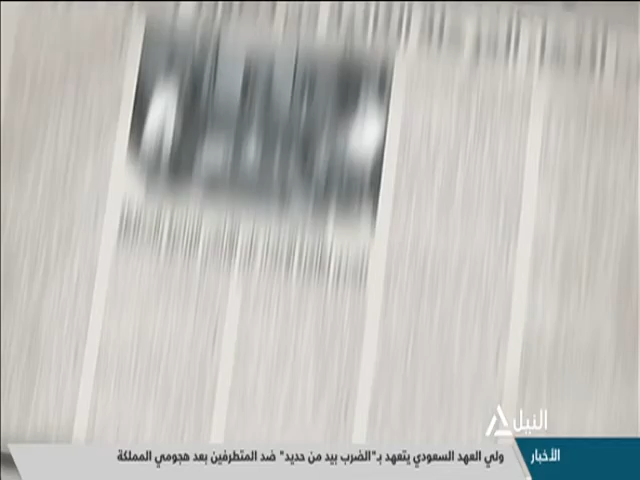 النيل
الأخبار
ولي العهد السعودي يتعهد بـ"الضرب بيد من حديد" ضد المتطرفين بعد هجومي المملكة